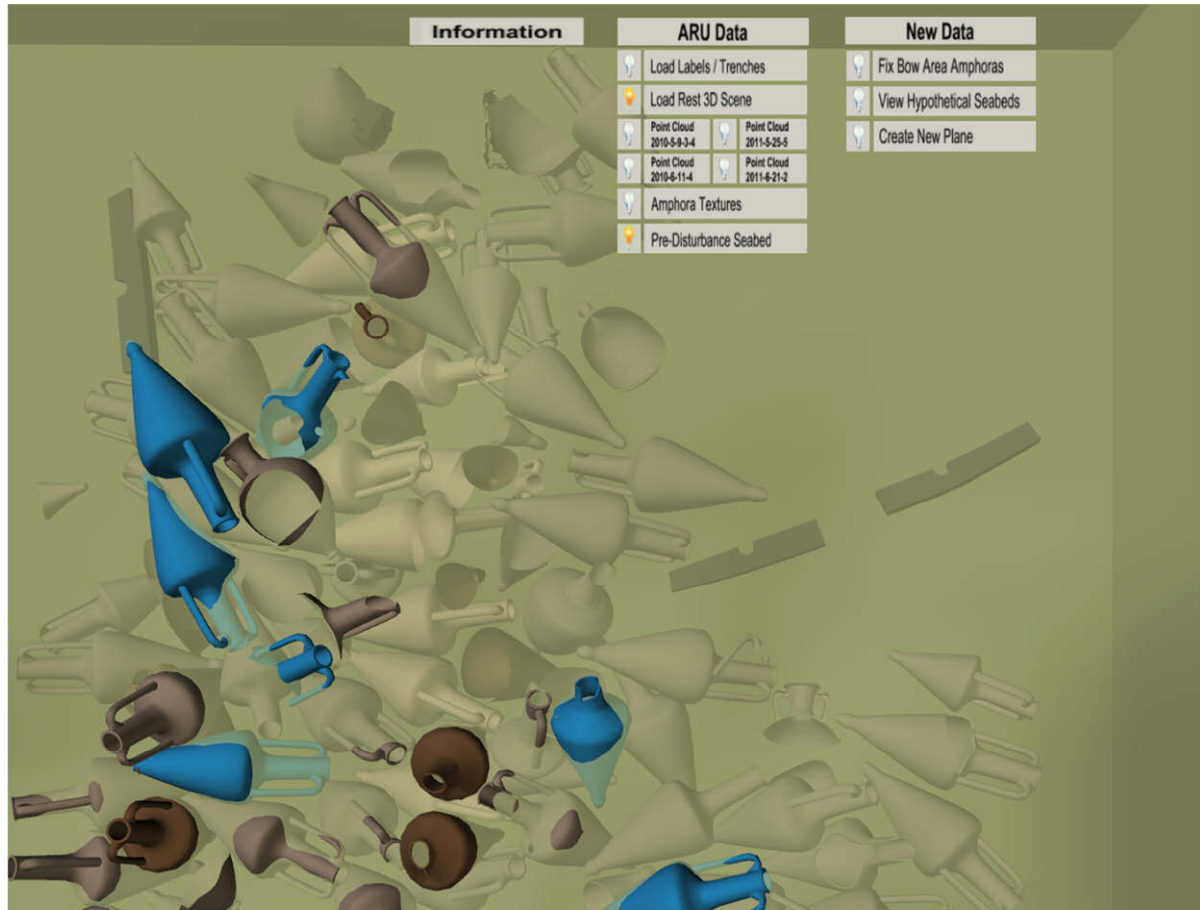 Information
ARU Data
Load Labels / Trenches
Load Rest 3D Scene
Point Cloud
2010-5-9-3-4
Point Cloud
2011-5-25-5
Point Cloud
2010-6-11-4
Point Cloud
2011-6-21-2
Amphora Textures
Pre-Disturbance Seabed
New Data
Fix Bow Area Amphoras
View Hypothetical Seabeds
Create New Plane